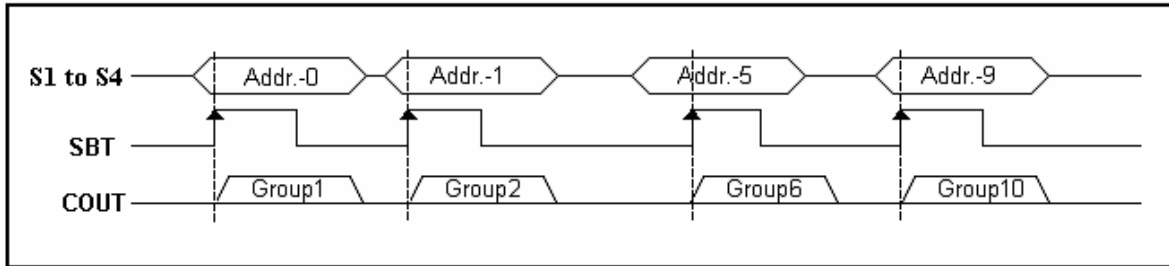 S1 to S4 Addr.-0 Addr.-1 Addr.-5 Addr.-9
SBT
COUT Group1 Group2 Group6 Group10